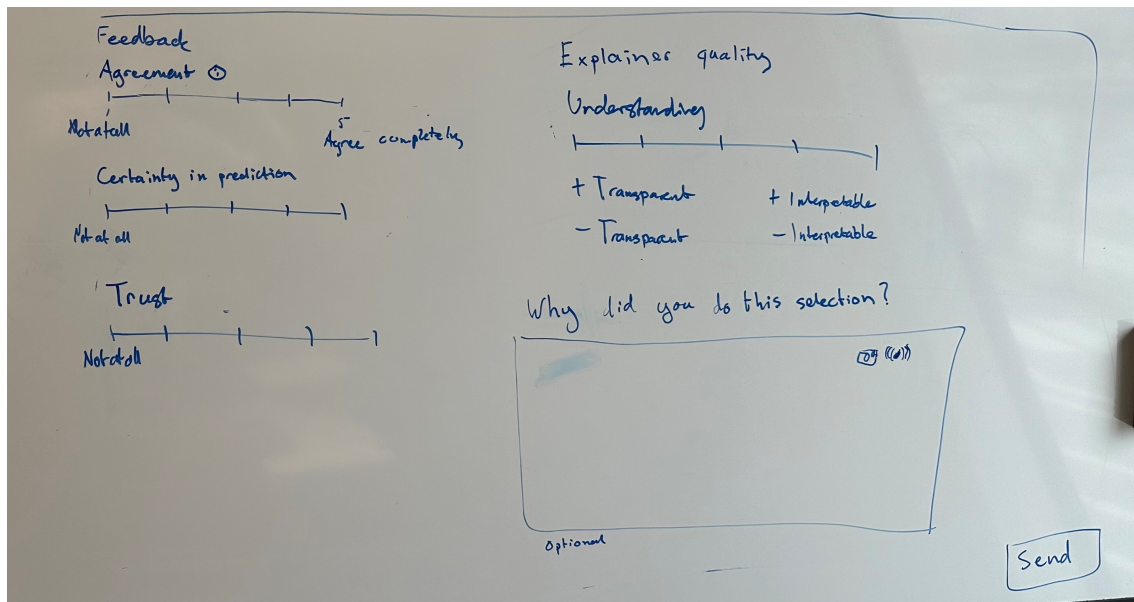 Feedback
Agreement
Not at all
5
Agree completely
Certainty in prediction
Not at all
Trust
Not at all
Explainer quality
Understanding
+ Transparent
+ Interpetable
- Transparent
- Interpretable
Why did you do this selection?
Optional
Send